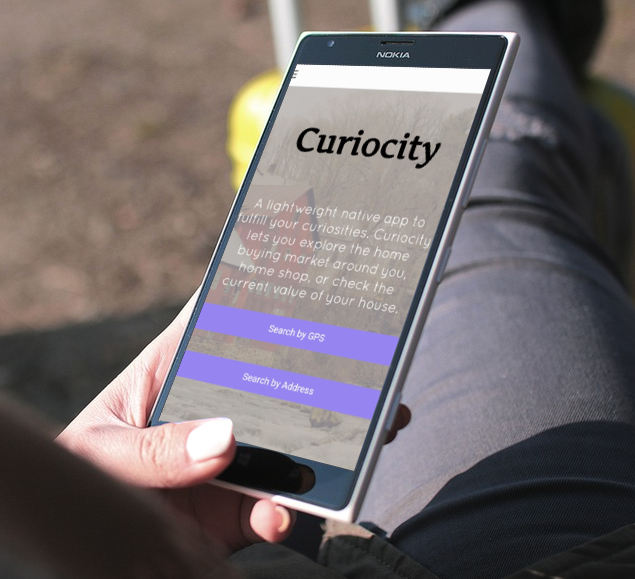 NOKIA
Curiocity
A lightweight native app to
fulfill your curiosities. Curiocity
lets you explore the home
buying market around you,
home shop, or check the
current value of your house.
Search by GPS
Search by Address